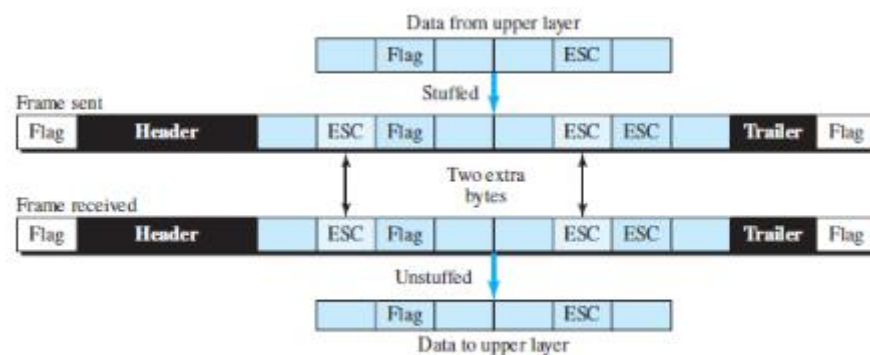 Data from upper layer
Flag ESC
Stuffed
Frame sent
Flag Header ESC Flag ESC ESC Trailer Flag
Two extra
bytes
Frame received
Flag Header ESC Flag ESC ESC Trailer Flag
Unstuffed
Flag ESC
Data to upper layer